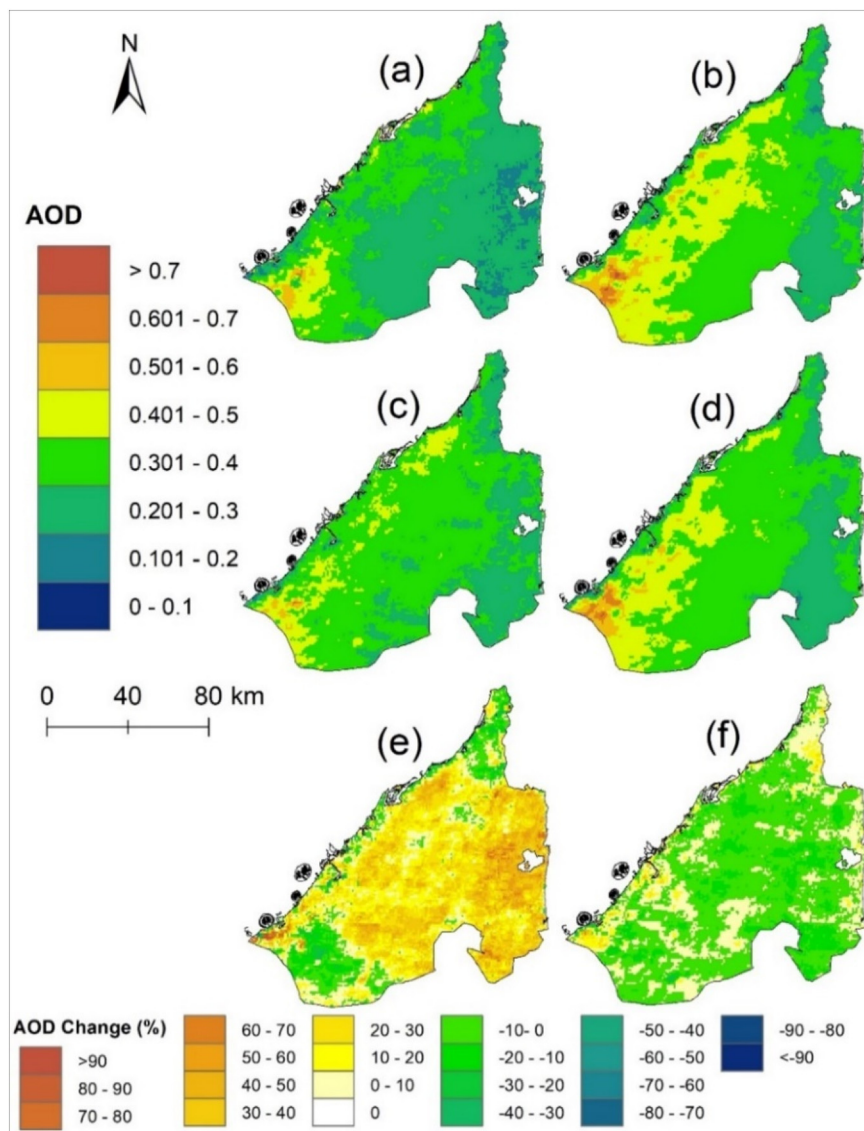 N
(a)
(b)
AOD
> 0.7
0.601 - 0.7
0.501 - 0.6
0.401 - 0.5
0.301 - 0.4
0.201 - 0.3
0.101 - 0.2
0 - 0.1
(c)
(d)
0 40 80 km
(e)
(f)
AOD Change (%)
>90
80 - 90
70 - 80
60 - 70
50 - 60
40 - 50
30 - 40
20 - 30
10 - 20
0 - 10
0
-10- 0
-20 - -10
-30 - -20
-40 - -30
-50 - -40
-60 - -50
-70 - -60
-80 - -70
-90 - -80
<-90